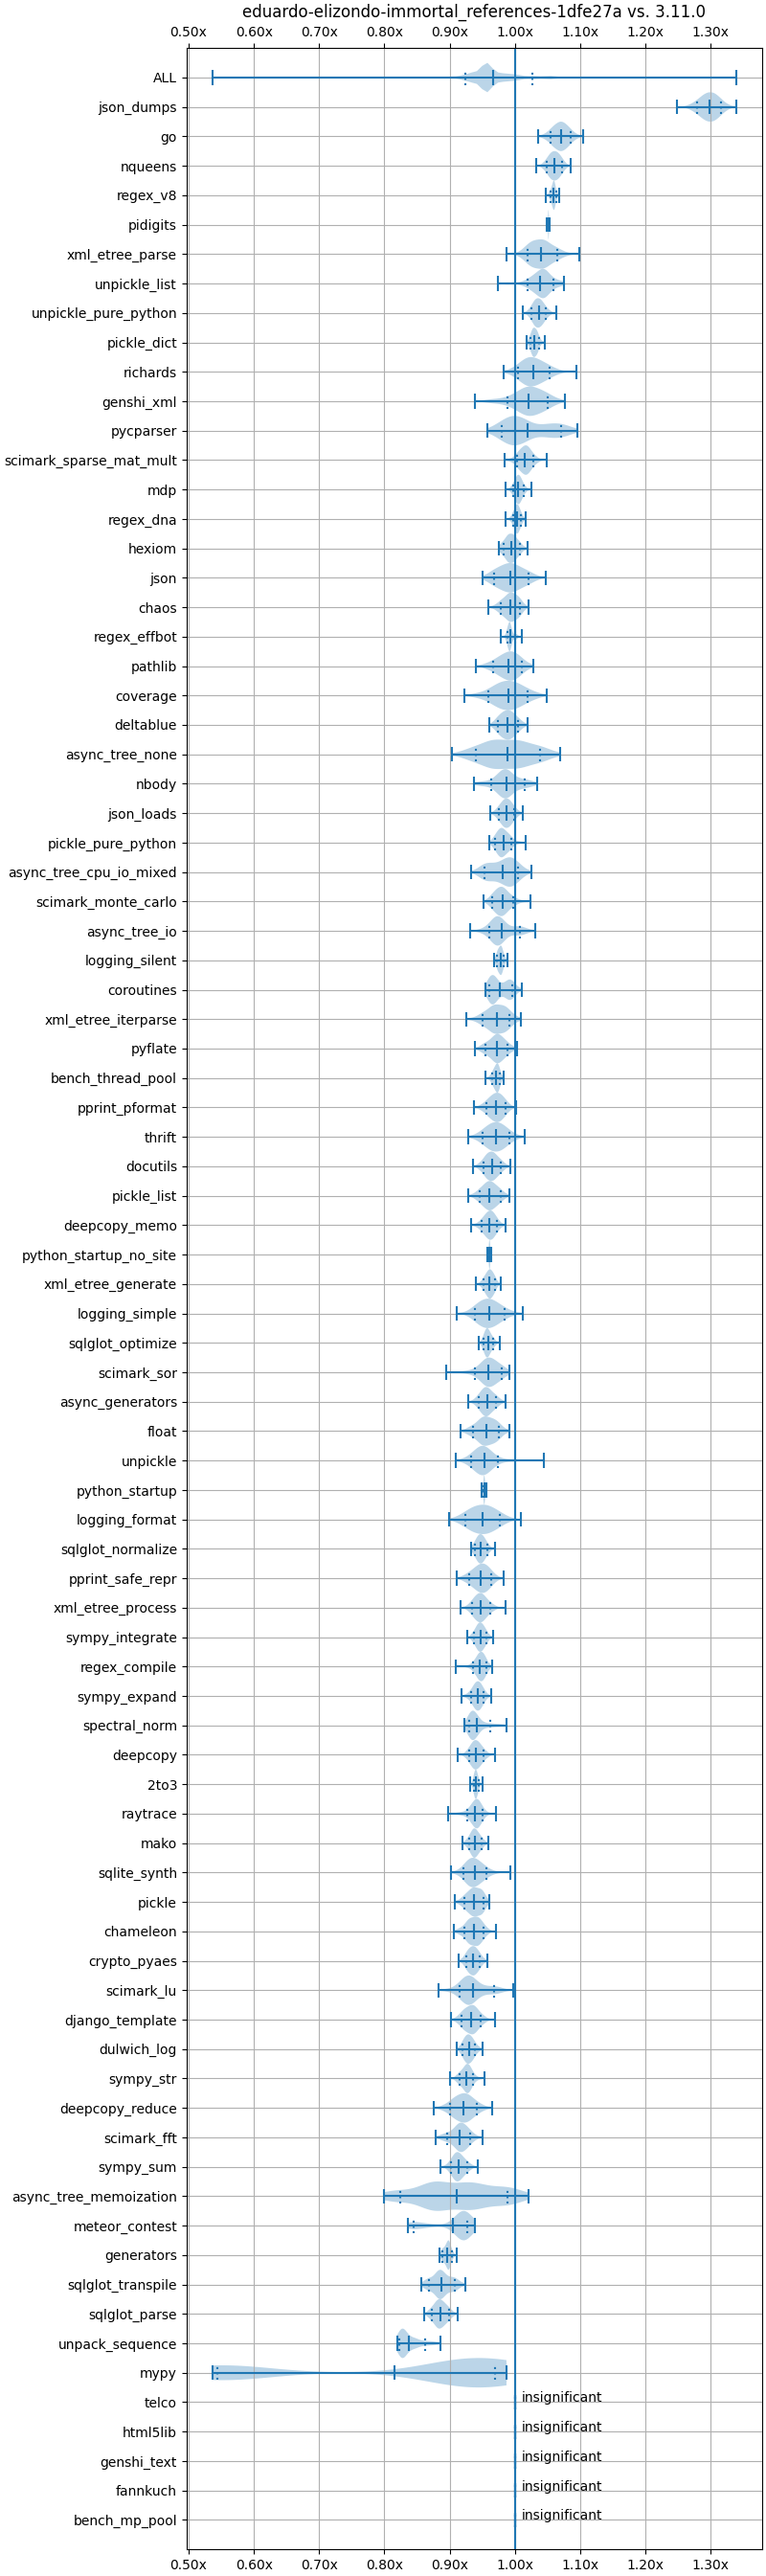 eduardo-elizondo-immortal_references-1dfe27a vs. 3.11.0
0.50x 0.60x 0.70x 0.80x 0.90x 1.00x 1.10x 1.20x 1.30x
ALL
json_dumps
go
nqueens
regex_v8
pidigits
xml_etree_parse
unpickle_list
unpickle_pure_python
pickle_dict
richards
genshi_xml
pycparser
scimark_sparse_mat_mult
mdp
regex_dna
hexiom
json
chaos
regex_effbot
pathlib
coverage
deltablue
async_tree_none
nbody
json_loads
pickle_pure_python
async_tree_cpu_io_mixed
scimark_monte_carlo
async_tree_io
logging_silent
coroutines
xml_etree_iterparse
pyflate
bench_thread_pool
pprint_pformat
thrift
docutils
pickle_list
deepcopy_memo
python_startup_no_site
xml_etree_generate
logging_simple
sqlglot_optimize
scimark_sor
async_generators
float
unpickle
python_startup
logging_format
sqlglot_normalize
pprint_safe_repr
xml_etree_process
sympy_integrate
regex_compile
sympy_expand
spectral_norm
deepcopy
2to3
raytrace
mako
sqlite_synth
pickle
chameleon
crypto_pyaes
scimark_lu
django_template
dulwich_log
sympy_str
deepcopy_reduce
scimark_fft
sympy_sum
async_tree_memoization
meteor_contest
generators
sqlglot_transpile
sqlglot_parse
unpack_sequence
mypy
telco insignificant
html5lib insignificant
genshi_text insignificant
fannkuch insignificant
bench_mp_pool insignificant
0.50x 0.60x 0.70x 0.80x 0.90x 1.00x 1.10x 1.20x 1.30x